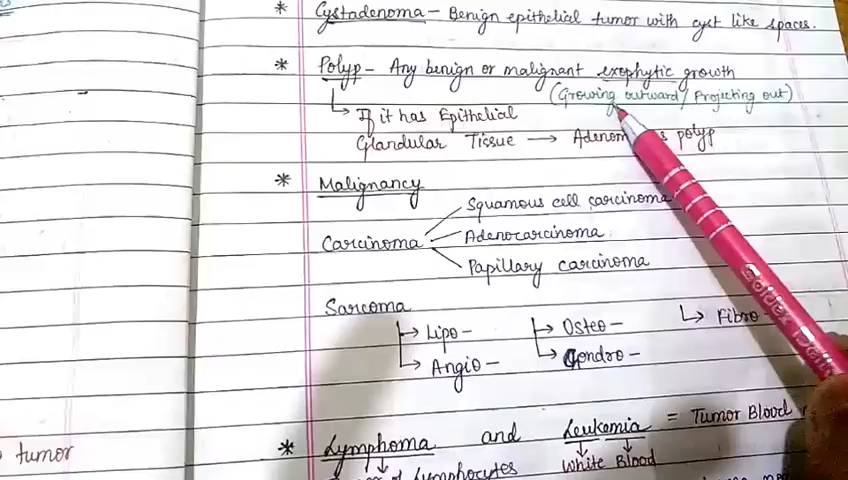 * Cystadenoma – Benign epithelial tumor with cyst like spaces.
* Polyp – Any benign or malignant exophytic growth
(Growing outward / Projecting out)
If it has Epithelial
Glandular Tissue → polyp
* Malignancy
Squamous cell carcinoma
Carcinoma Adenocarcinoma
Papillary carcinoma
Sarcoma
Lipo – Osteo – Fibro –
Angio – Condro –
* Lymphoma and Leukemia = Tumor Blood
tumor
of Lymphocytes White Blood